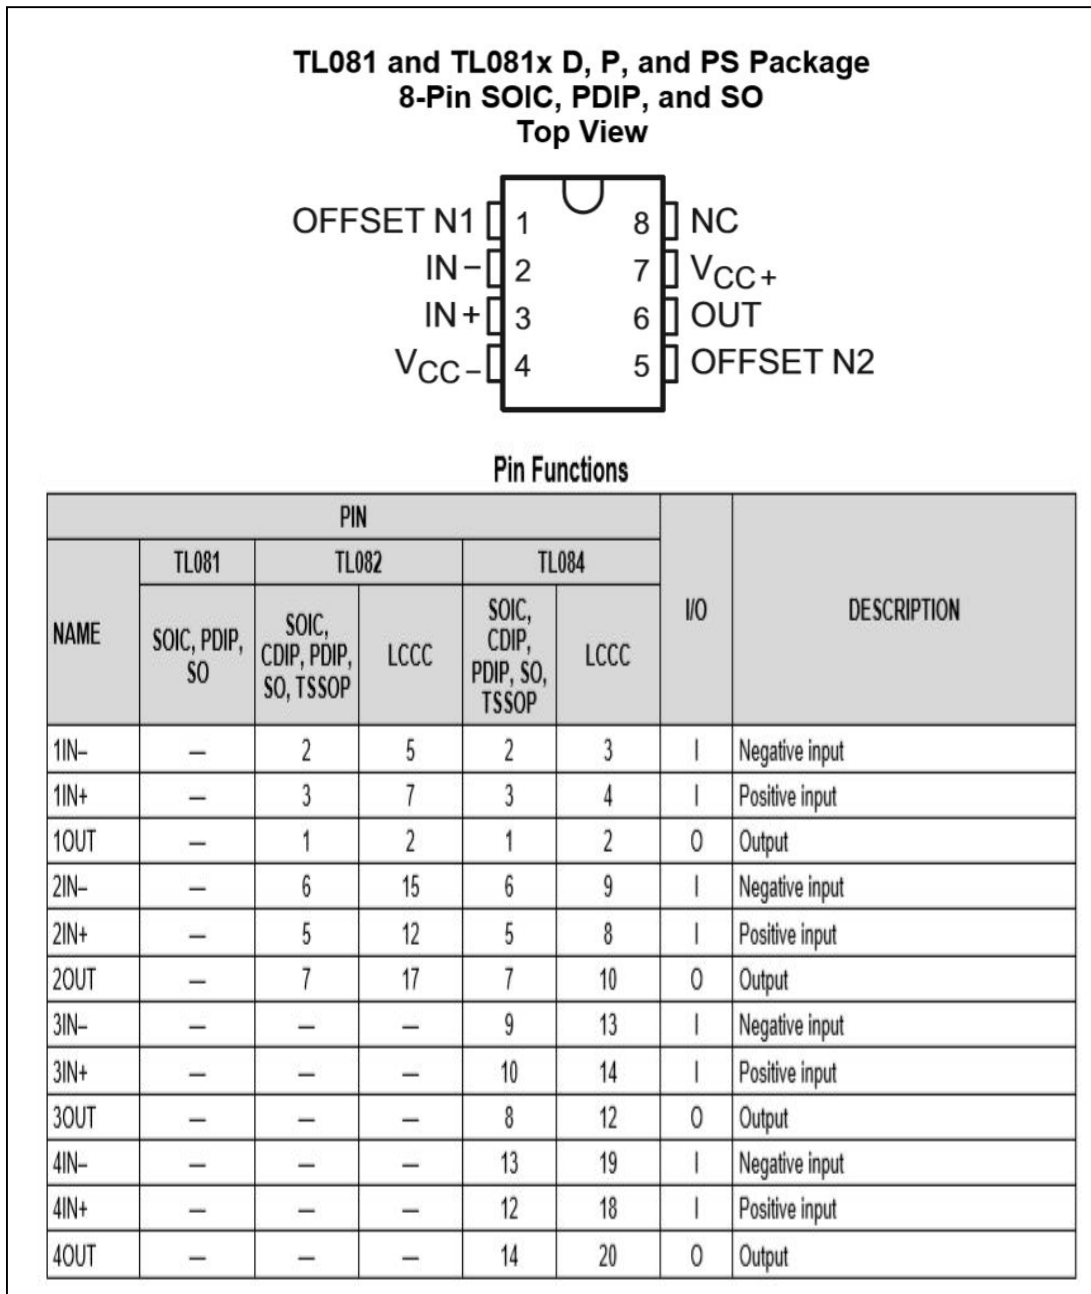 TL081 and TL081x D, P, and PS Package
8-Pin SOIC, PDIP, and SO
Top View
OFFSET N1 1 8 NC
IN− 2 7 VCC+
IN+ 3 6 OUT
VCC− 4 5 OFFSET N2
Pin Functions
PIN
TL081 TL082 TL084
NAME SOIC, PDIP, SO SOIC, CDIP, PDIP, SO, TSSOP LCCC SOIC, CDIP, PDIP, SO, TSSOP LCCC I/O DESCRIPTION
1IN– — 2 5 2 3 I Negative input
1IN+ — 3 7 3 4 I Positive input
1OUT — 1 2 1 2 O Output
2IN– — 6 15 6 9 I Negative input
2IN+ — 5 12 5 8 I Positive input
2OUT — 7 17 7 10 O Output
3IN– — — — 9 13 I Negative input
3IN+ — — — 10 14 I Positive input
3OUT — — — 8 12 O Output
4IN– — — — 13 19 I Negative input
4IN+ — — — 12 18 I Positive input
4OUT — — — 14 20 O Output